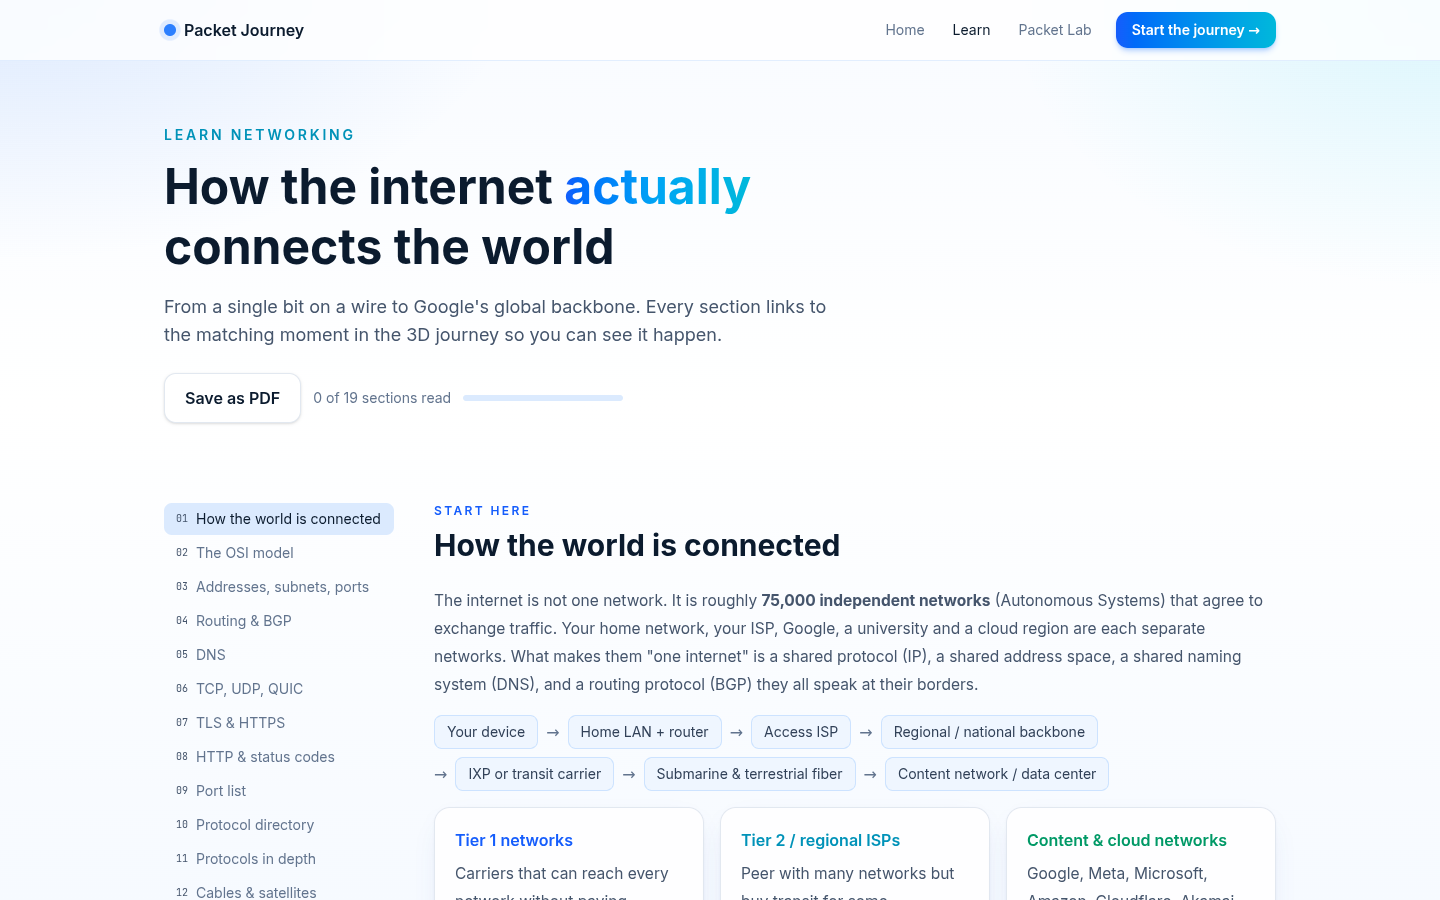 Packet Journey
Home
Learn
Packet Lab
Start the journey →
LEARN NETWORKING
How the internet actually
connects the world
From a single bit on a wire to Google's global backbone. Every section links to
the matching moment in the 3D journey so you can see it happen.
Save as PDF
0 of 19 sections read
01 How the world is connected
02 The OSI model
03 Addresses, subnets, ports
04 Routing & BGP
05 DNS
06 TCP, UDP, QUIC
07 TLS & HTTPS
08 HTTP & status codes
09 Port list
10 Protocol directory
11 Protocols in depth
12 Cables & satellites
START HERE
How the world is connected
The internet is not one network. It is roughly 75,000 independent networks (Autonomous Systems) that agree to
exchange traffic. Your home network, your ISP, Google, a university and a cloud region are each separate
networks. What makes them "one internet" is a shared protocol (IP), a shared address space, a shared naming
system (DNS), and a routing protocol (BGP) they all speak at their borders.
Your device → Home LAN + router → Access ISP → Regional / national backbone
→ IXP or transit carrier → Submarine & terrestrial fiber → Content network / data center
Tier 1 networks
Carriers that can reach every
network without paying
Tier 2 / regional ISPs
Peer with many networks but
buy transit for some
Content & cloud networks
Google, Meta, Microsoft,
Amazon, Cloudflare, Akamai